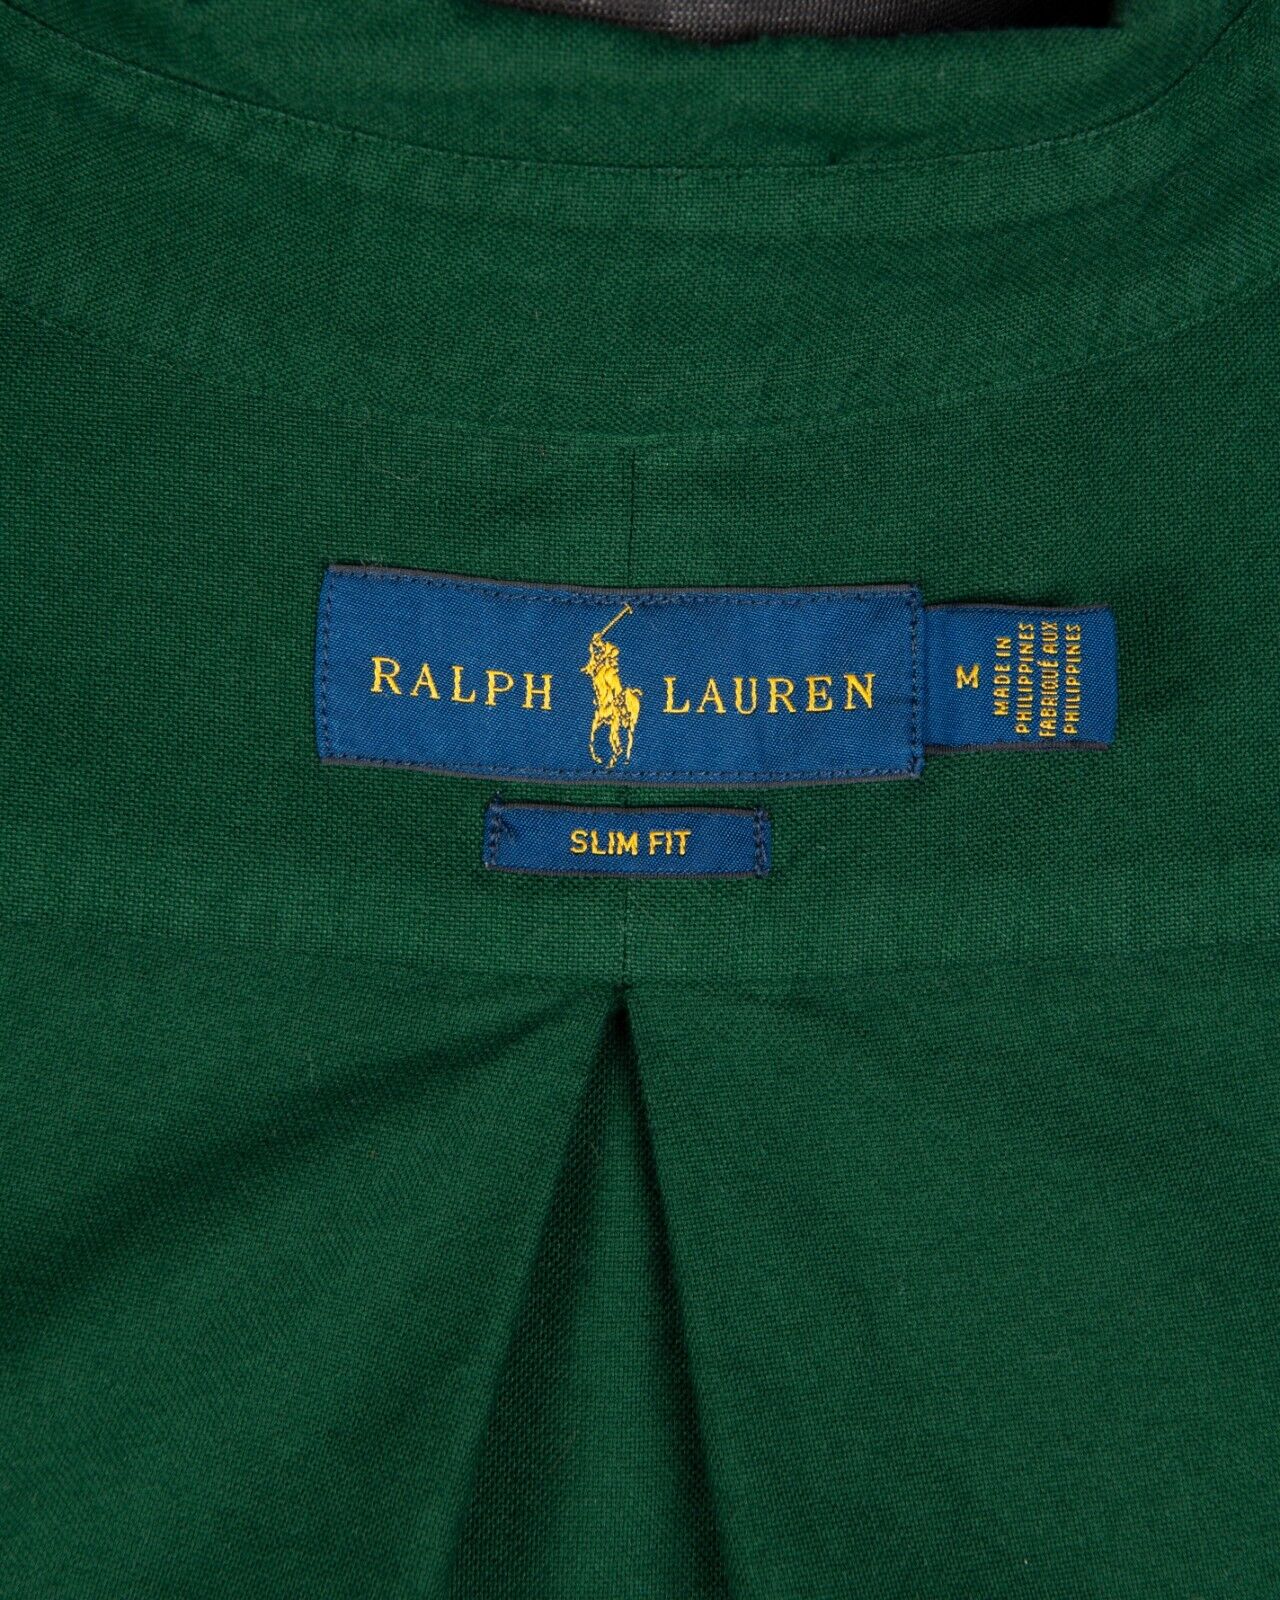 RALPH LAUREN
M
MADE IN
PHILIPPINES
FABRIQUÉ AUX
PHILIPPINES
SLIM FIT